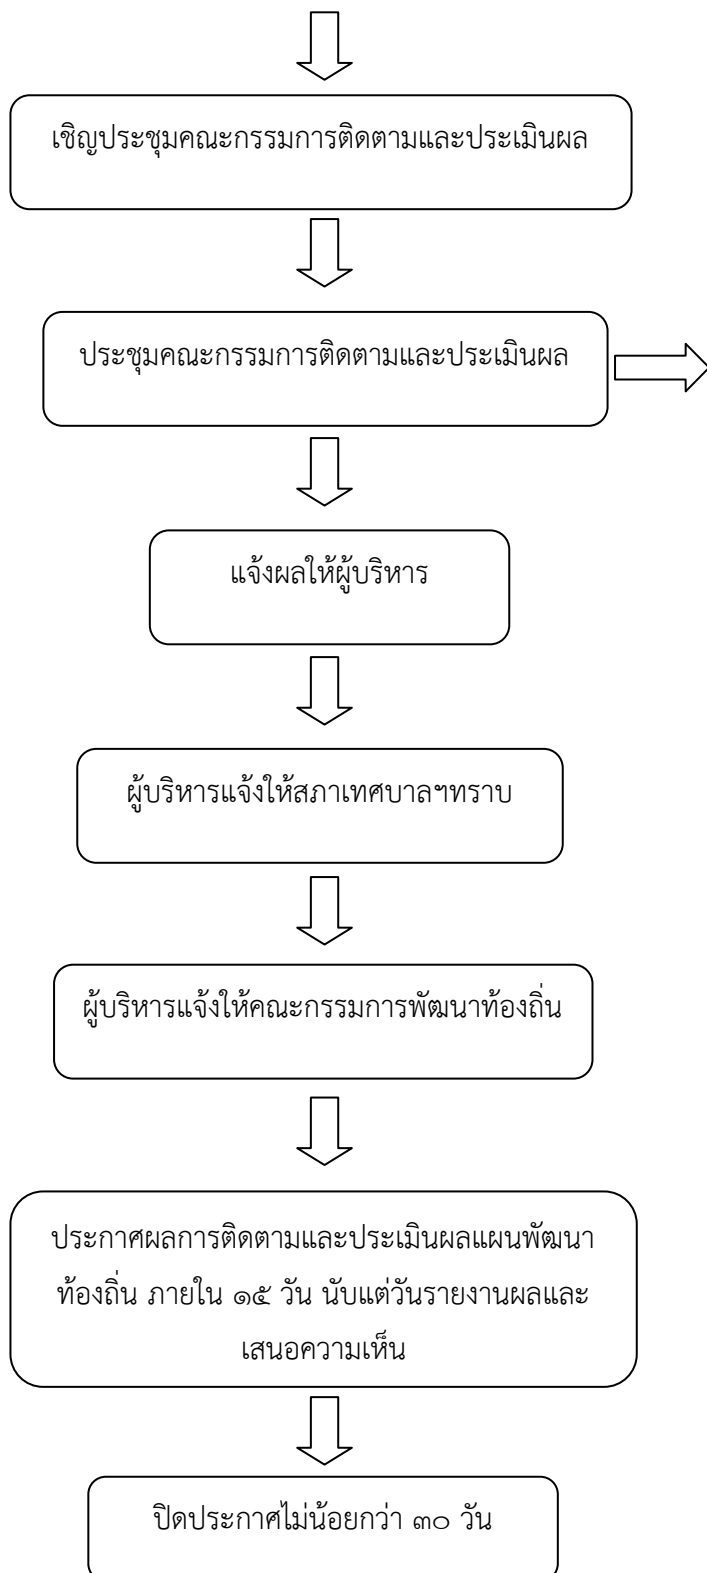 เชิญประชุมคณะกรรมการติดตามและประเมินผล
ประชุมคณะกรรมการติดตามและประเมินผล
แจ้งผลให้ผู้บริหาร
ผู้บริหารแจ้งให้สภาเทศบาลฯทราบ
ผู้บริหารแจ้งให้คณะกรรมการพัฒนาท้องถิ่น
ประกาศผลการติดตามและประเมินผลแผนพัฒนา
ท้องถิ่น ภายใน ๑๕ วัน นับแต่วันรายงานผลและ
เสนอความเห็น
ปิดประกาศไม่น้อยกว่า ๓๐ วัน